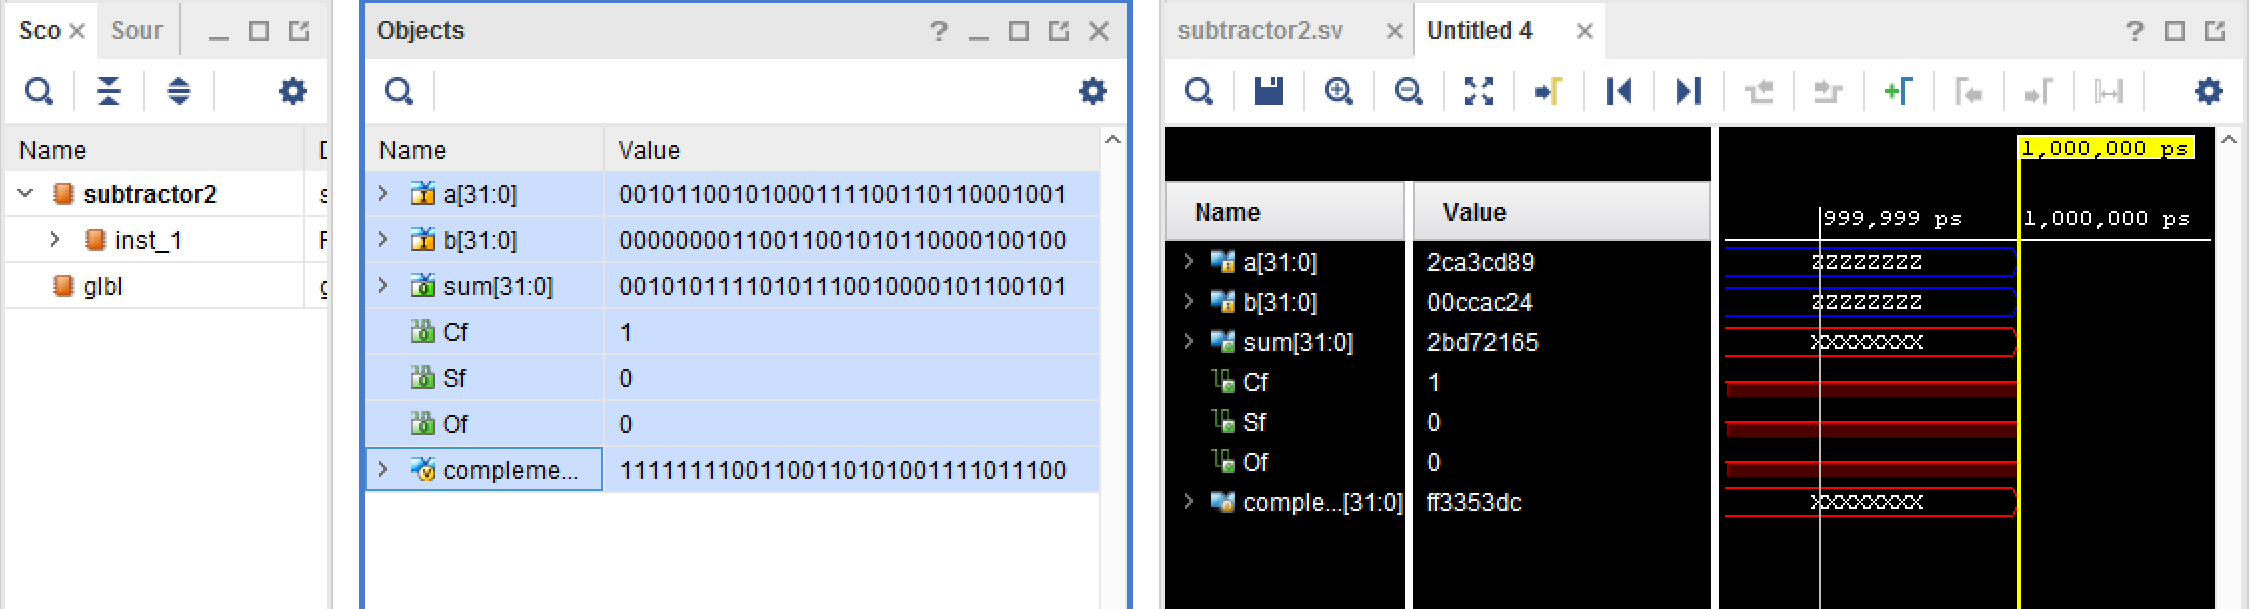 Sco
Sour
Name
D
subtractor2
s
inst_1
F
glbl
g
Objects
?
Name
Value
a[31:0]
00101100101000111100110110001001
b[31:0]
00000000110011001010110000100100
sum[31:0]
00101011110101110010000101100101
Cf
1
Sf
0
Of
0
compleme...
11111111001100110101001111011100
subtractor2.sv
Untitled 4
?
1,000,000 ps
Name
Value
999,999 ps
1,000,000 ps
a[31:0]
2ca3cd89
ZZZZZZZZ
b[31:0]
00ccac24
ZZZZZZZZ
sum[31:0]
2bd72165
XXXXXXXX
Cf
1
Sf
0
Of
0
comple...[31:0]
ff3353dc
XXXXXXXX